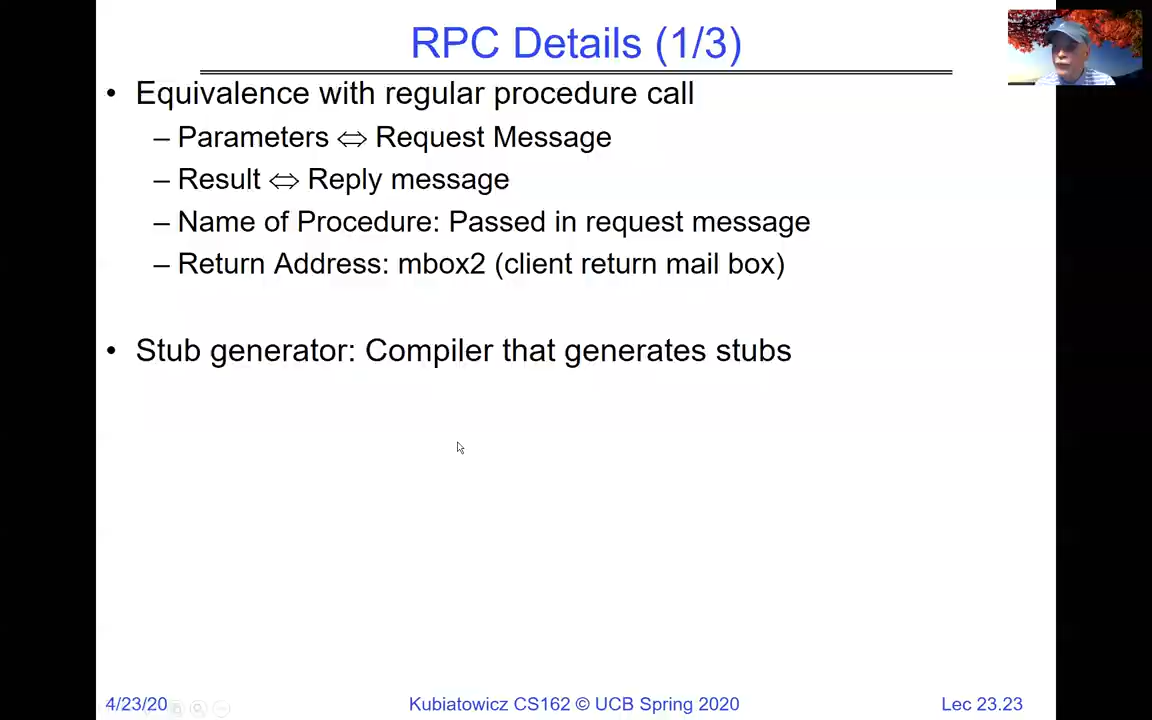 RPC Details (1/3)
• Equivalence with regular procedure call
– Parameters ⇔ Request Message
– Result ⇔ Reply message
– Name of Procedure: Passed in request message
– Return Address: mbox2 (client return mail box)
• Stub generator: Compiler that generates stubs
4/23/20 Kubiatowicz CS162 © UCB Spring 2020 Lec 23.23